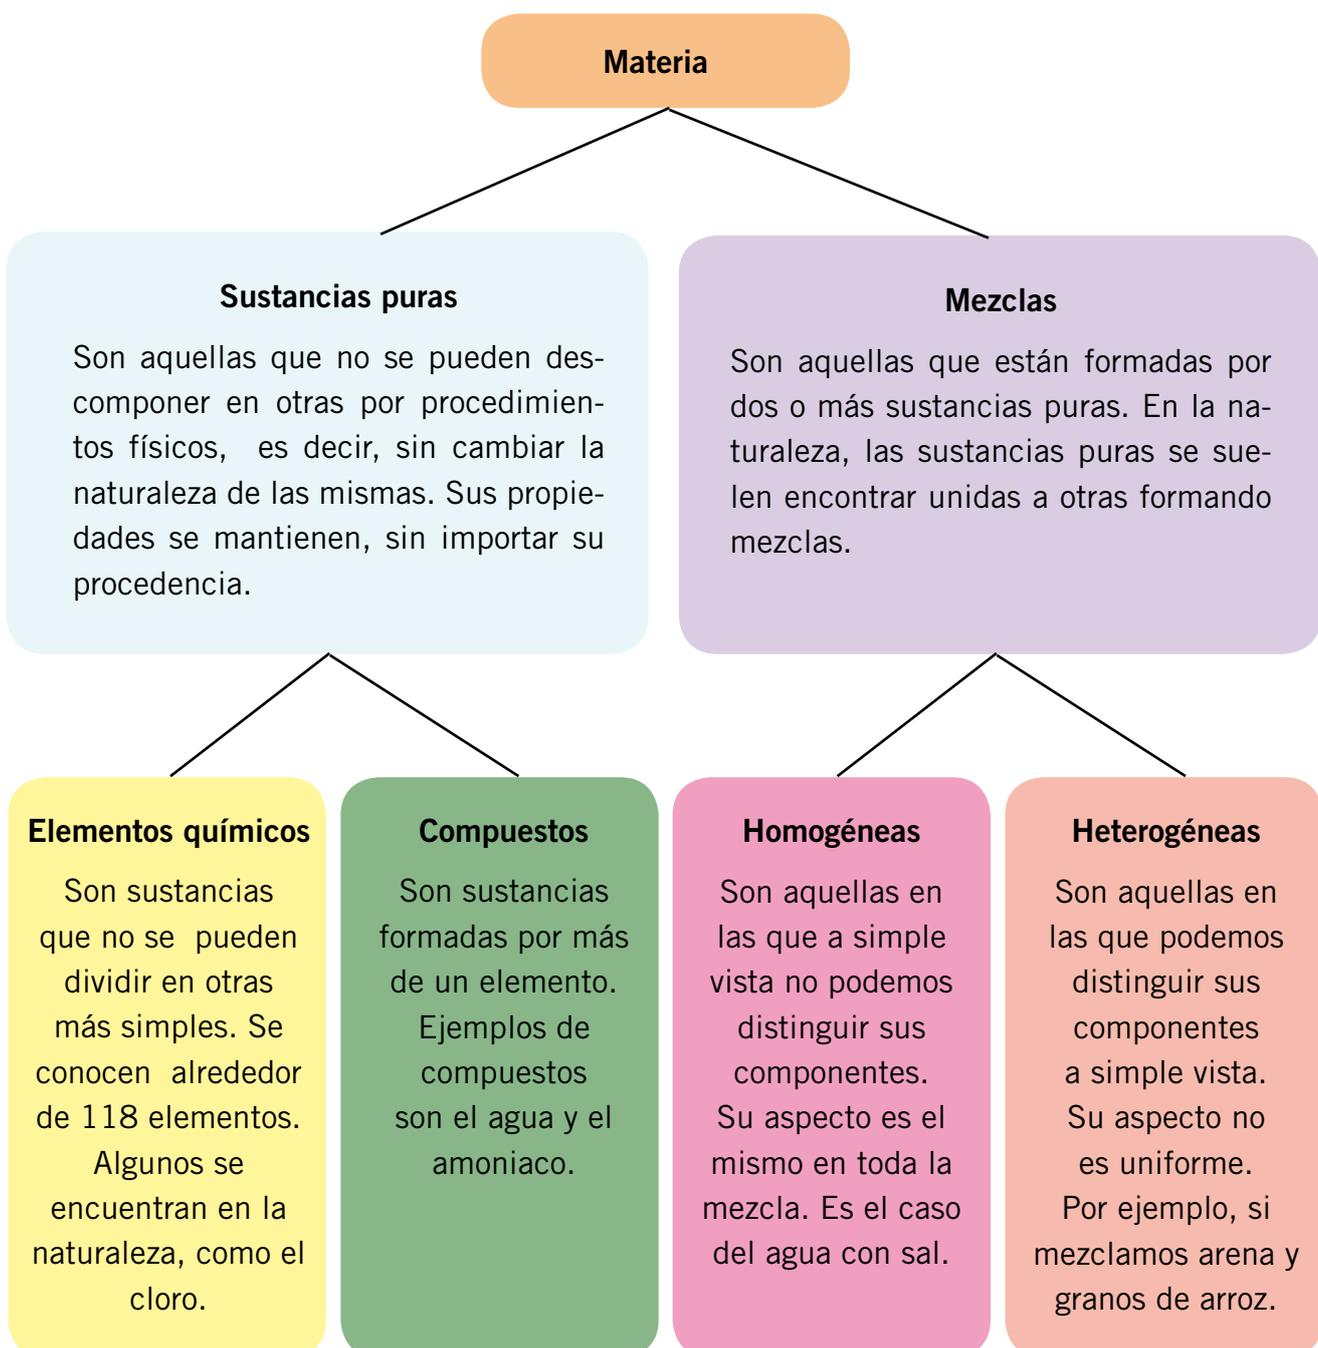 Materia
Sustancias puras
Son aquellas que no se pueden des-
componer en otras por procedimien-
tos físicos, es decir, sin cambiar la
naturaleza de las mismas. Sus propie-
dades se mantienen, sin importar su
procedencia.
Mezclas
Son aquellas que están formadas por
dos o más sustancias puras. En la na-
turaleza, las sustancias puras se sue-
len encontrar unidas a otras formando
mezclas.
Elementos químicos
Son sustancias
que no se pueden
dividir en otras
más simples. Se
conocen alrededor
de 118 elementos.
Algunos se
encuentran en la
naturaleza, como el
cloro.
Compuestos
Son sustancias
formadas por más
de un elemento.
Ejemplos de
compuestos
son el agua y el
amoniaco.
Homogéneas
Son aquellas en
las que a simple
vista no podemos
distinguir sus
componentes.
Su aspecto es el
mismo en toda la
mezcla. Es el caso
del agua con sal.
Heterogéneas
Son aquellas en
las que podemos
distinguir sus
componentes
a simple vista.
Su aspecto no
es uniforme.
Por ejemplo, si
mezclamos arena y
granos de arroz.